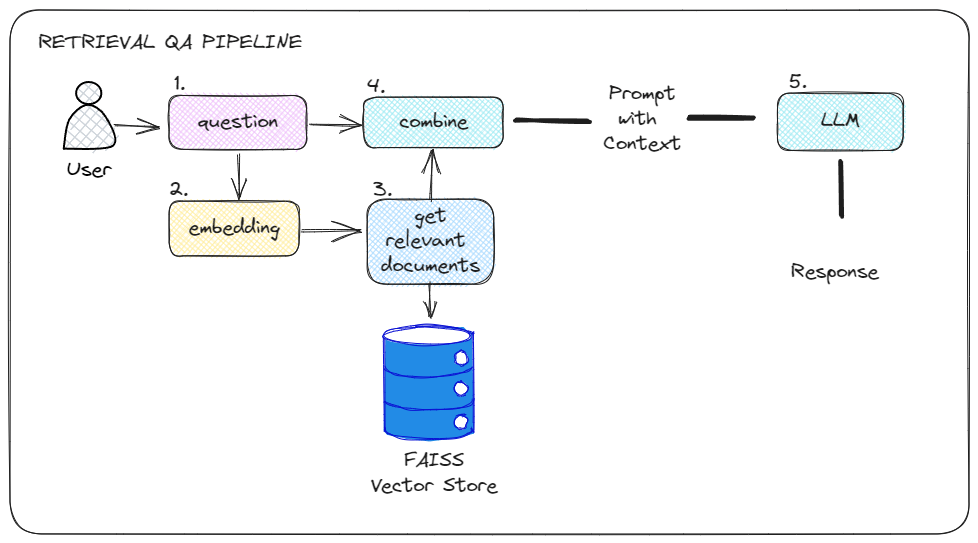 RETRIEVAL QA PIPELINE
1.
question
User
2.
embedding
3.
get
relevant
documents
FAISS
Vector Store
4.
combine
Prompt
with
Context
5.
LLM
Response